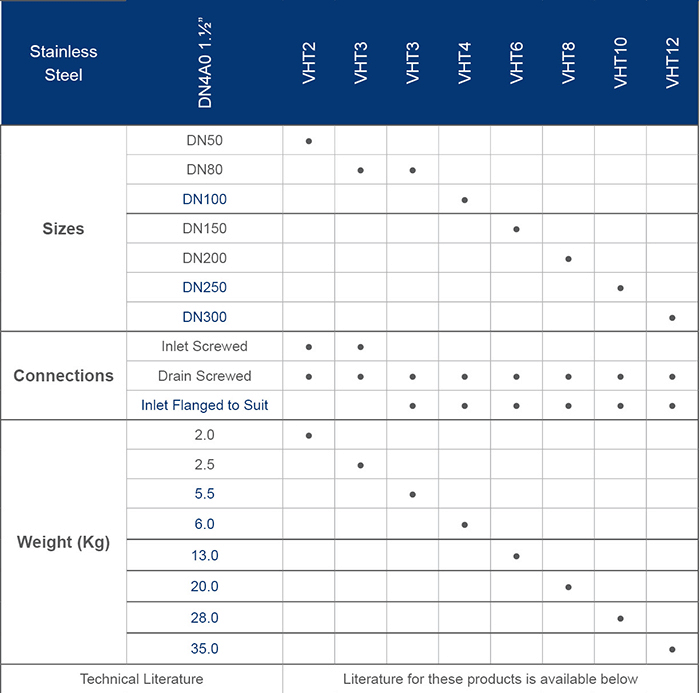 Stainless
Steel
DN4A0 1.½”
VHT2
VHT3
VHT3
VHT4
VHT6
VHT8
VHT10
VHT12
Sizes
DN50
•
DN80
• •
DN100
•
DN150
•
DN200
•
DN250
•
DN300
•
Connections
Inlet Screwed
• •
Drain Screwed
• • • • • • • •
Inlet Flanged to Suit
• • • • • •
Weight (Kg)
2.0
•
2.5
•
5.5
•
6.0
•
13.0
•
20.0
•
28.0
•
35.0
•
Technical Literature
Literature for these products is available below